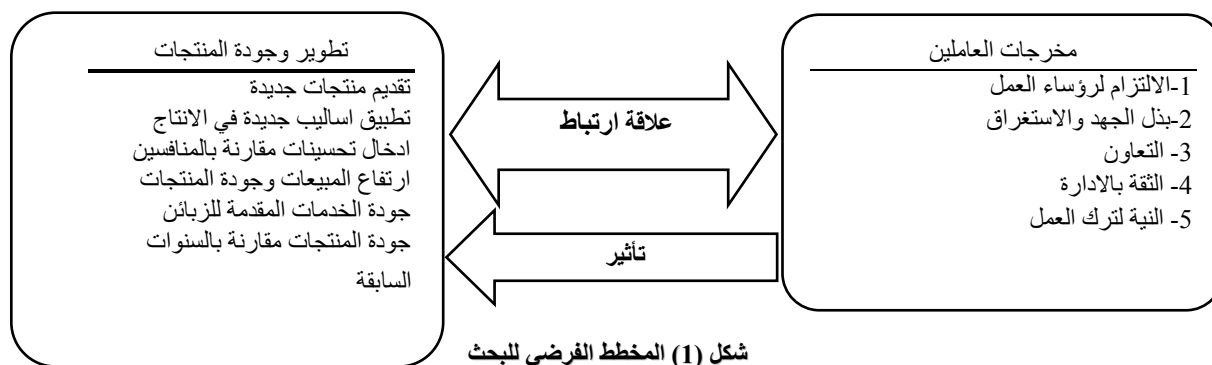 مخرجات العاملين
1-الالتزام لرؤساء العمل
2-بذل الجهد والاستغراق
3- التعاون
4- الثقة بالادارة
5- النية لترك العمل
علاقة ارتباط
تأثير
تطوير وجودة المنتجات
تقديم منتجات جديدة
تطبيق اساليب جديدة في الانتاج
ادخال تحسينات مقارنة بالمنافسين
ارتفاع المبيعات وجودة المنتجات
جودة الخدمات المقدمة للزبائن
جودة المنتجات مقارنة بالسنوات
السابقة
شكل (1) المخطط الفرضي للبحث